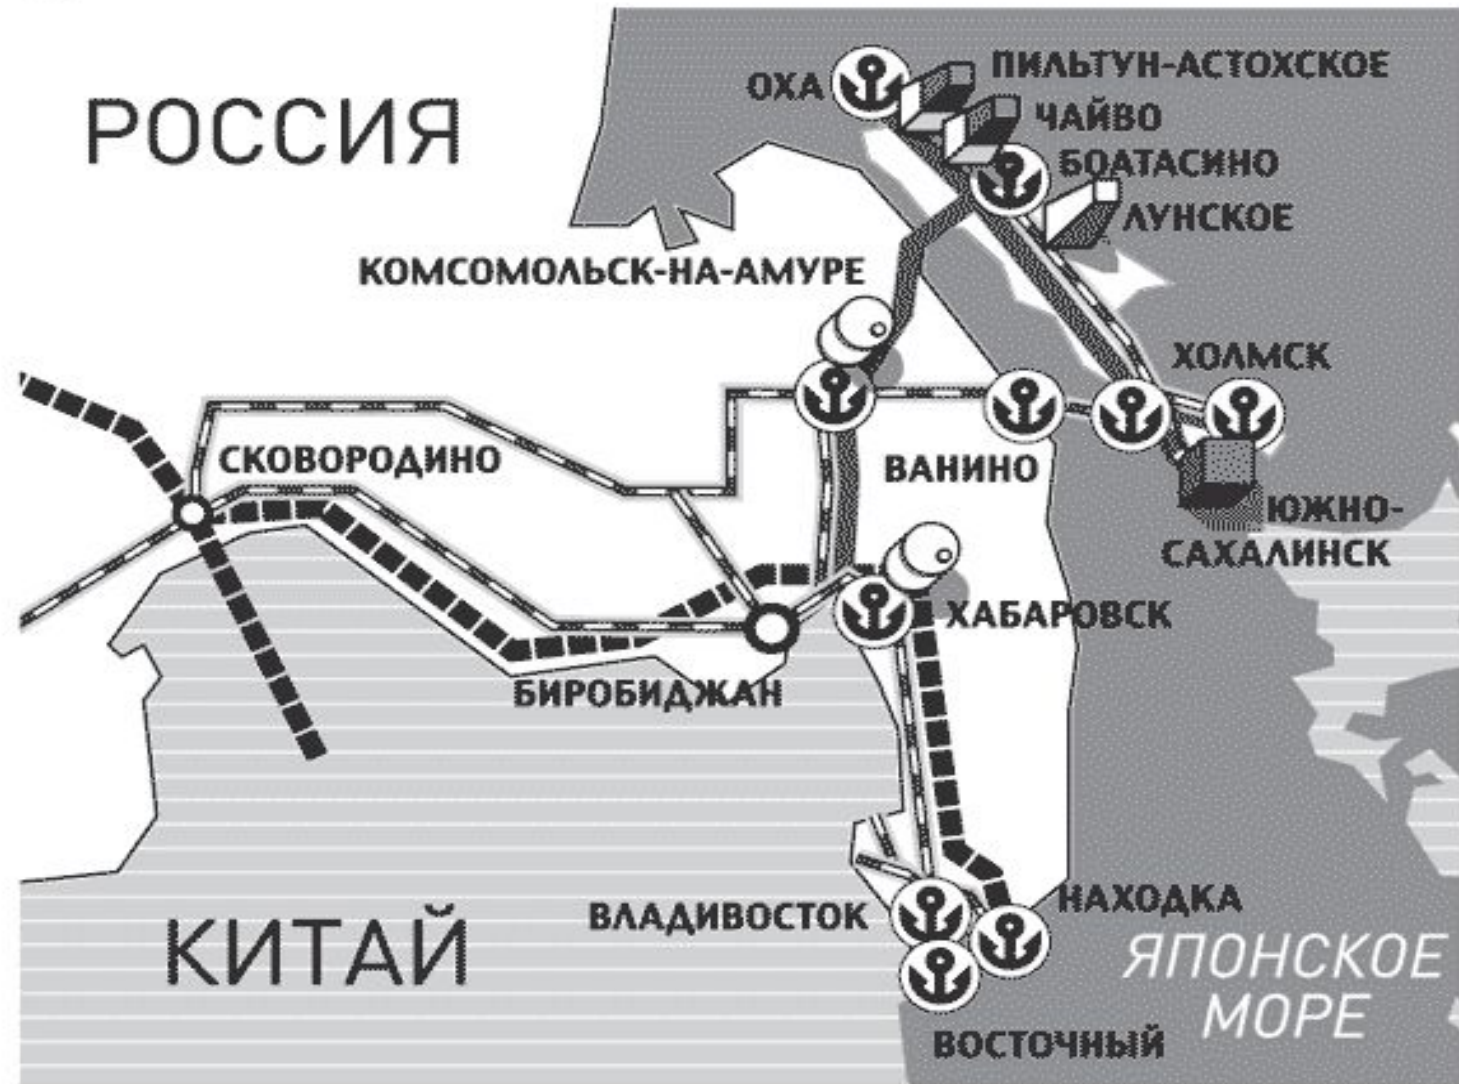 ПИЛЬТУН-АСТОХСКОЕ
ОХА
РОССИЯ
ЧАЙВО
БОАТАСИНО
ЛУНСКОЕ
КОМСОМОЛЬСК-НА-АМУРЕ
ХОЛМСК
СКОВОРОДИНО
ВАНИНО
ЮЖНО-
САХАЛИНСК
ХАБАРОВСК
БИРОБИДЖАН
НАХОДКА
ВЛАДИВОСТОК
КИТАЙ
ЯПОНСКОЕ
МОРЕ
ВОСТОЧНЫЙ